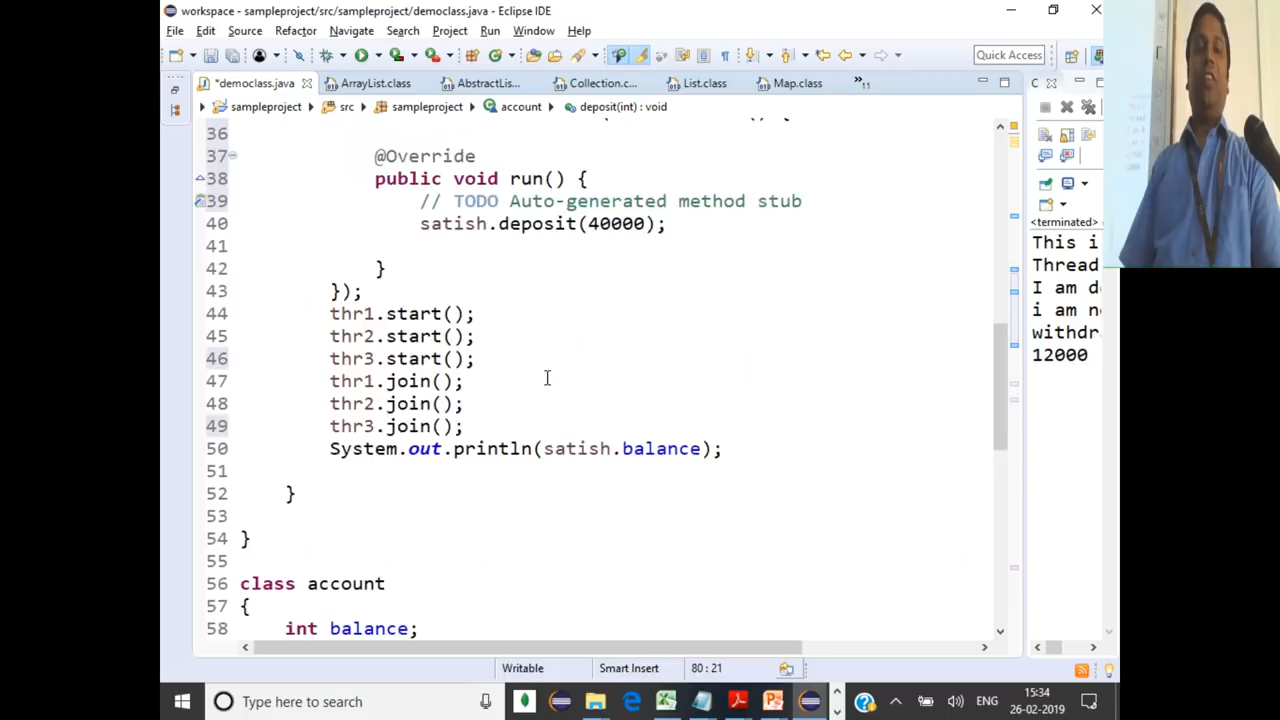 workspace - sampleproject/src/sampleproject/democlass.java - Eclipse IDE
File Edit Source Refactor Navigate Search Project Run Window Help
Quick Access
*democlass.java ArrayList.class AbstractLis... Collection.c... List.class Map.class »11
sampleproject src sampleproject account deposit(int) : void
36
37 @Override
38 public void run() {
39 // TODO Auto-generated method stub
40 satish.deposit(40000);
41
42 }
43 });
44 thr1.start();
45 thr2.start();
46 thr3.start();
47 thr1.join();
48 thr2.join();
49 thr3.join();
50 System.out.println(satish.balance);
51
52 }
53
54 }
55
56 class account
57 {
58 int balance;
<terminated>
This i
Thread
I am d
i am n
withdr
12000
Writable Smart Insert 80 : 21
Type here to search
ENG
15:34
26-02-2019